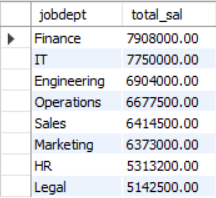 jobdept total_sal
Finance 7908000.00
IT 7750000.00
Engineering 6904000.00
Operations 6677500.00
Sales 6414500.00
Marketing 6373000.00
HR 5313200.00
Legal 5142500.00